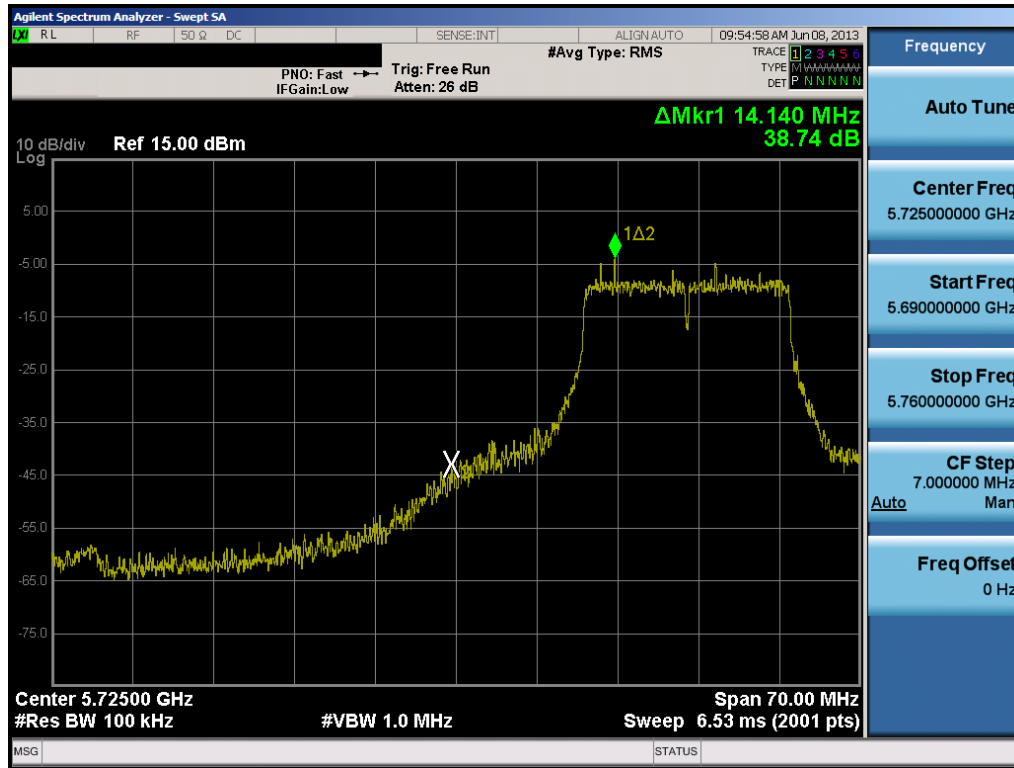 Agilent Spectrum Analyzer - Swept SA
LXI RL RF 50 Ω DC SENSE:INT ALIGN AUTO 09:54:58 AM Jun 08, 2013
Frequency
#Avg Type: RMS
TRACE 1 2 3 4 5 6
PNO: Fast Trig: Free Run
TYPE M W W W W W
IFGain:Low Atten: 26 dB
DET P N N N N N
Auto Tune
ΔMkr1 14.140 MHz
38.74 dB
10 dB/div Ref 15.00 dBm
Log
5.00
-5.00
-15.0
-25.0
-35.0
-45.0
-55.0
-65.0
-75.0
1Δ2
X
Center Freq
5.725000000 GHz
Start Freq
5.690000000 GHz
Stop Freq
5.760000000 GHz
CF Step
7.000000 MHz
Auto Man
Freq Offset
0 Hz
Center 5.72500 GHz Span 70.00 MHz
#Res BW 100 kHz #VBW 1.0 MHz Sweep 6.53 ms (2001 pts)
MSG STATUS